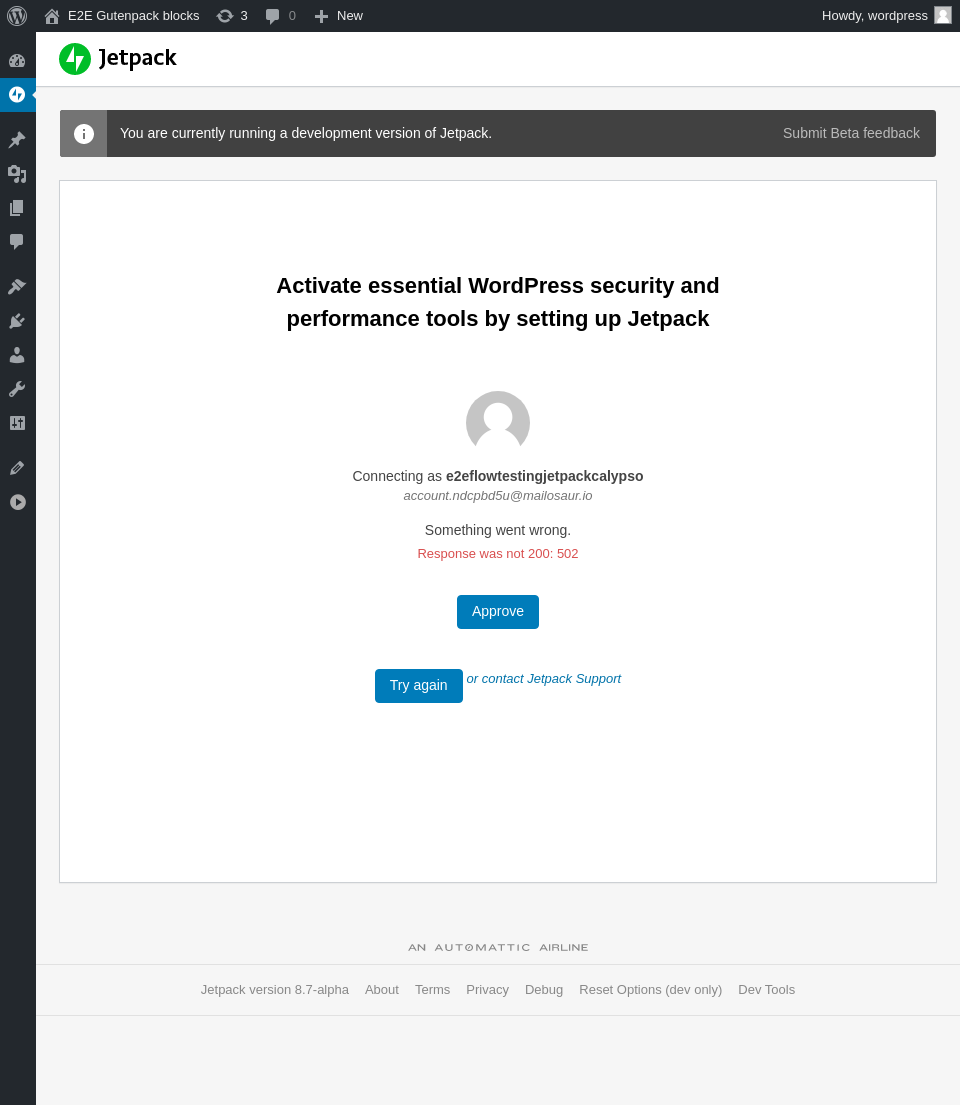 E2E Gutenpack blocks 3 0 New Howdy, wordpress
Jetpack
You are currently running a development version of Jetpack. Submit Beta feedback
Activate essential WordPress security and
performance tools by setting up Jetpack
Connecting as e2eflowtestingjetpackcalypso
account.ndcpbd5u@mailosaur.io
Something went wrong.
Response was not 200: 502
Approve
Try again or contact Jetpack Support
AN AUTOMATTIC AIRLINE
Jetpack version 8.7-alpha About Terms Privacy Debug Reset Options (dev only) Dev Tools